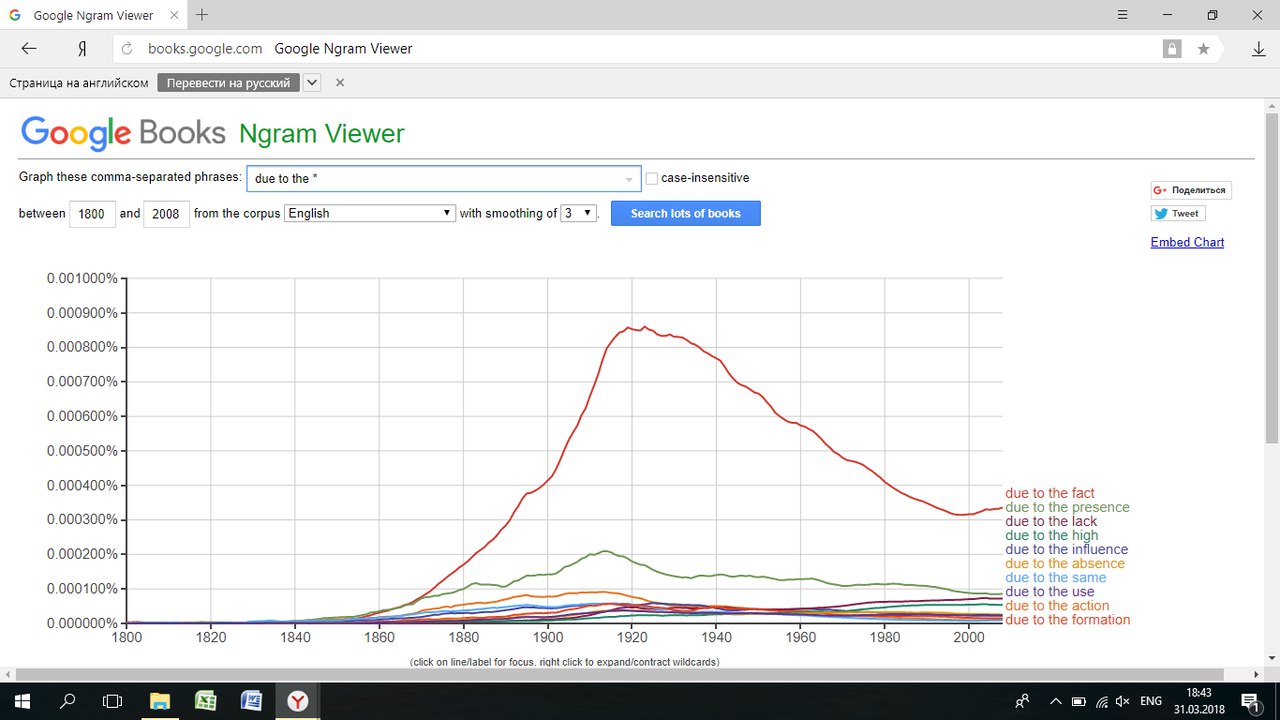 Google Ngram Viewer
Я books.google.com Google Ngram Viewer
Страница на английском Перевести на русский
Google Books Ngram Viewer
Graph these comma-separated phrases: due to the * case-insensitive
between 1800 and 2008 from the corpus English with smoothing of 3 . Search lots of books
G+ Поделиться
Tweet
Embed Chart
0.001000%
0.000900%
0.000800%
0.000700%
0.000600%
0.000500%
0.000400%
0.000300%
0.000200%
0.000100%
0.000000%
due to the fact
due to the presence
due to the lack
due to the high
due to the influence
due to the absence
due to the same
due to the use
due to the action
due to the formation
1800 1820 1840 1860 1880 1900 1920 1940 1960 1980 2000
(click on line/label for focus, right click to expand/contract wildcards)
ENG 18:43
31.03.2018 1